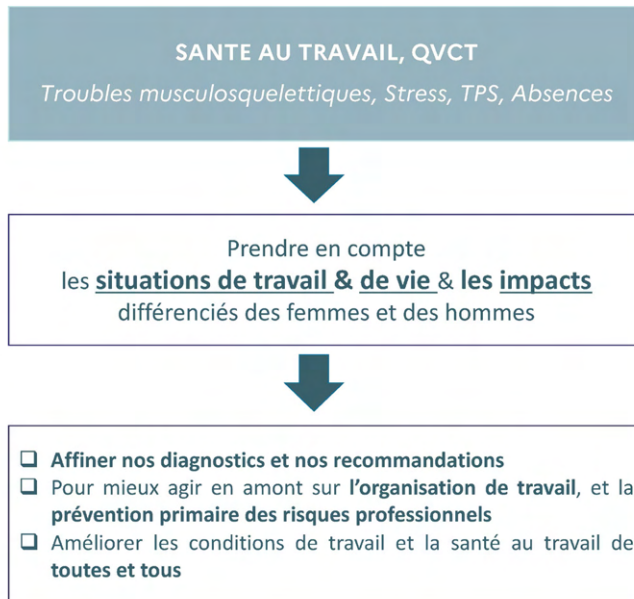 SANTE AU TRAVAIL, QVCT
Troubles musculosquelettiques, Stress, TPS, Absences
Prendre en compte
les situations de travail & de vie & les impacts
différenciés des femmes et des hommes
❑ Affiner nos diagnostics et nos recommandations
❑ Pour mieux agir en amont sur l’organisation de travail, et la
prévention primaire des risques professionnels
❑ Améliorer les conditions de travail et la santé au travail de
toutes et tous